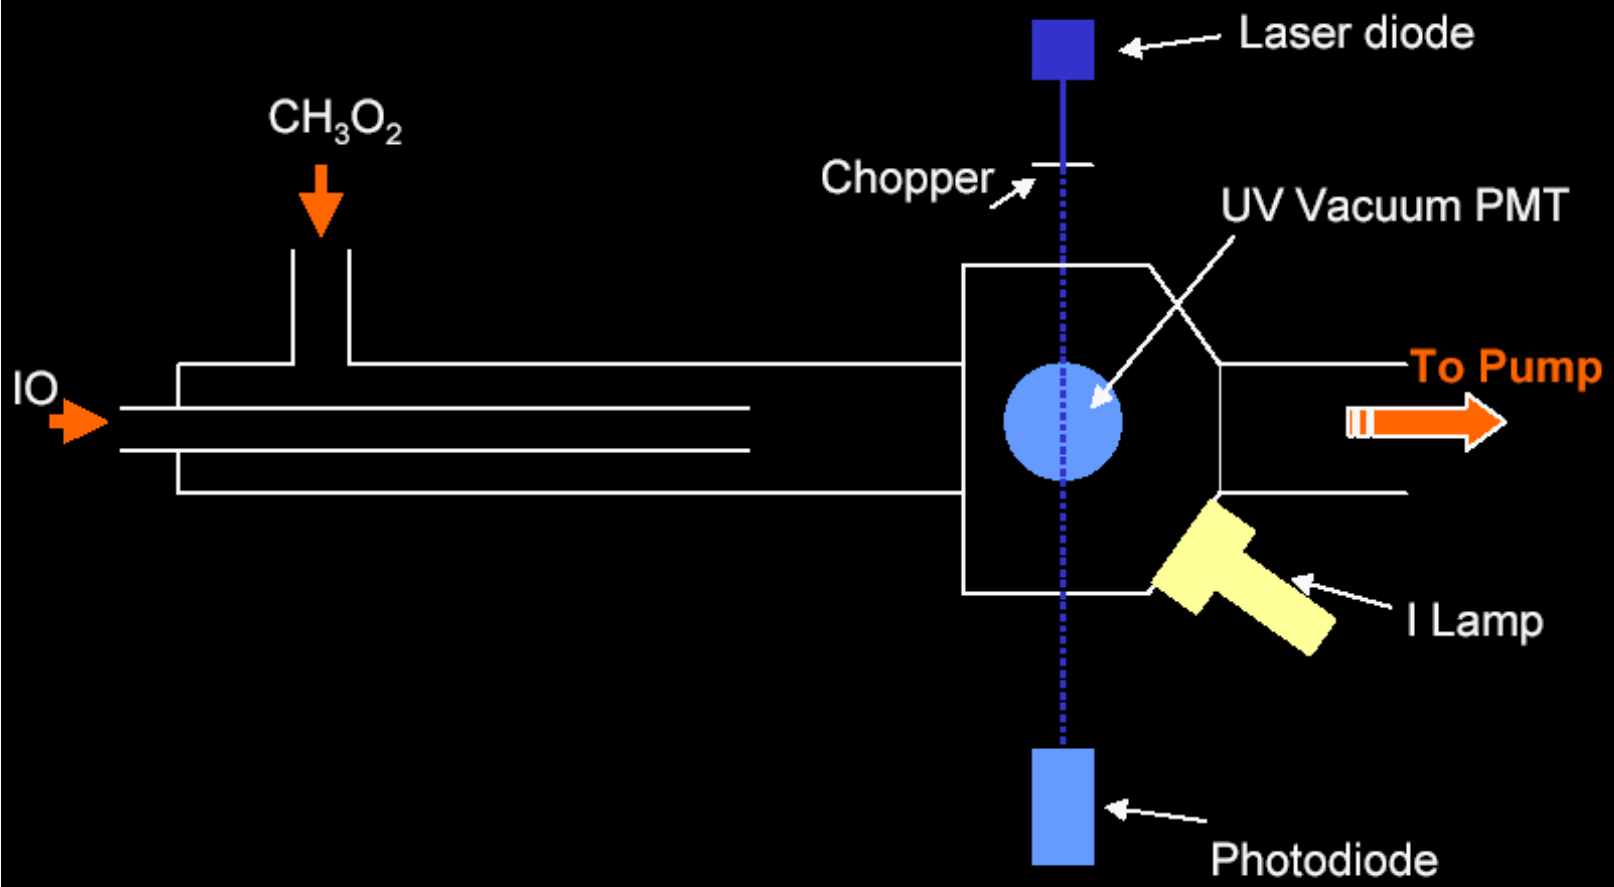 Laser diode
CH₃O₂
Chopper
UV Vacuum PMT
To Pump
IO
I Lamp
Photodiode